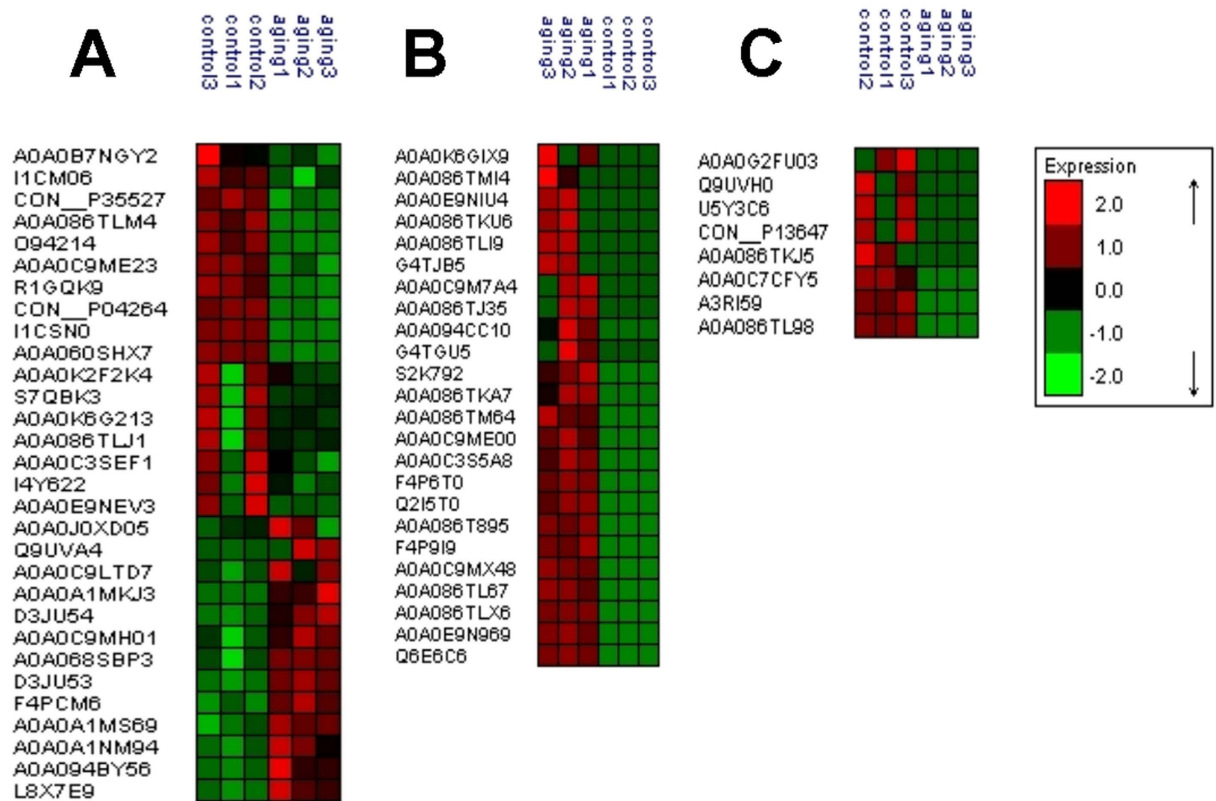 A
control3
control1
control2
aging1
aging2
aging3
A0A0B7NGY2
I1CM06
CON__P35527
A0A086TLM4
O94214
A0A0C9ME23
R1GQK9
CON__P04264
I1CSN0
A0A060SHX7
A0A0K2F2K4
S7QBK3
A0A0K6G213
A0A086TLJ1
A0A0C3SEF1
I4Y622
A0A0E9NEV3
A0A0J0XD05
Q9UVA4
A0A0C9LTD7
A0A0A1MKJ3
D3JU54
A0A0C9MH01
A0A068SBP3
D3JU53
F4PCM6
A0A0A1MS69
A0A0A1NM94
A0A094BY56
L8X7E9
B
aging3
aging2
aging1
control1
control2
control3
A0A0K6GIX9
A0A086TMI4
A0A0E9NIU4
A0A086TKU6
A0A086TLI9
G4TJB5
A0A0C9M7A4
A0A086TJ35
A0A094CC10
G4TGU5
S2K792
A0A086TKA7
A0A086TM64
A0A0C9ME00
A0A0C3S5A8
F4P6T0
Q2I5T0
A0A086T895
F4P9I9
A0A0C9MX48
A0A086TL67
A0A086TLX6
A0A0E9N969
Q6E6C6
C
control2
control1
control3
aging1
aging2
aging3
A0A0G2FU03
Q9UVH0
U5Y3C6
CON__P13647
A0A086TKJ5
A0A0C7CFY5
A3RI59
A0A086TL98
Expression
2.0
1.0
0.0
-1.0
-2.0